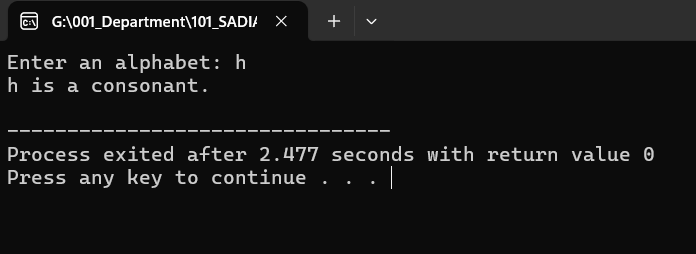 G:\001_Department\101_SADIA
Enter an alphabet: h
h is a consonant.
--------------------------------
Process exited after 2.477 seconds with return value 0
Press any key to continue . . .